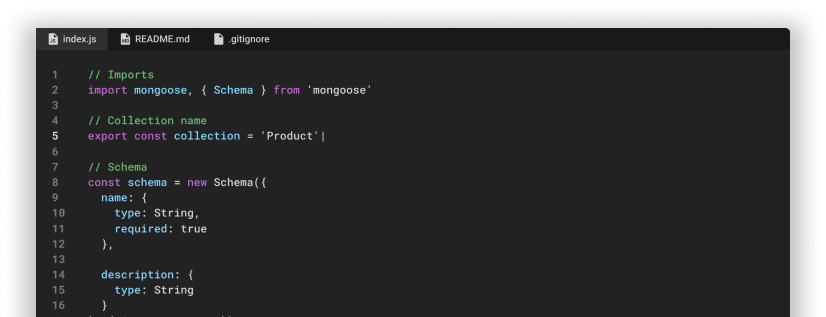 index.js README.md .gitignore
1 // Imports
2 import mongoose, { Schema } from 'mongoose'
3
4 // Collection name
5 export const collection = 'Product'
6
7 // Schema
8 const schema = new Schema({
9 name: {
10 type: String,
11 required: true
12 },
13
14 description: {
15 type: String
16 }